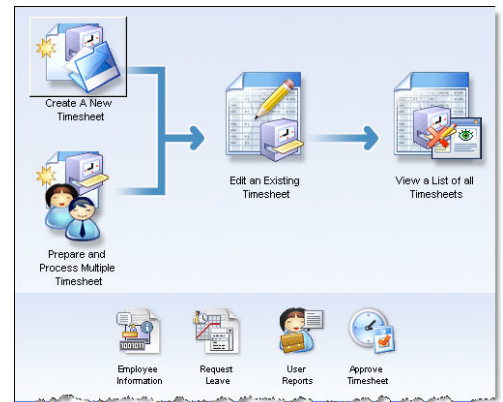 Create A New
Timesheet
Edit an Existing
Timesheet
View a List of all
Timesheets
Prepare and
Process Multiple
Timesheet
Employee
Information
Request
Leave
User
Reports
Approve
Timesheet